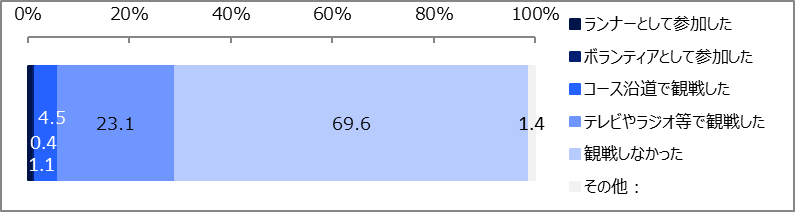 0% 20% 40% 60% 80% 100%
4.5 23.1 69.6 1.4
0.4
1.1
ランナーとして参加した
ボランティアとして参加した
コース沿道で観戦した
テレビやラジオ等で観戦した
観戦しなかった
その他：